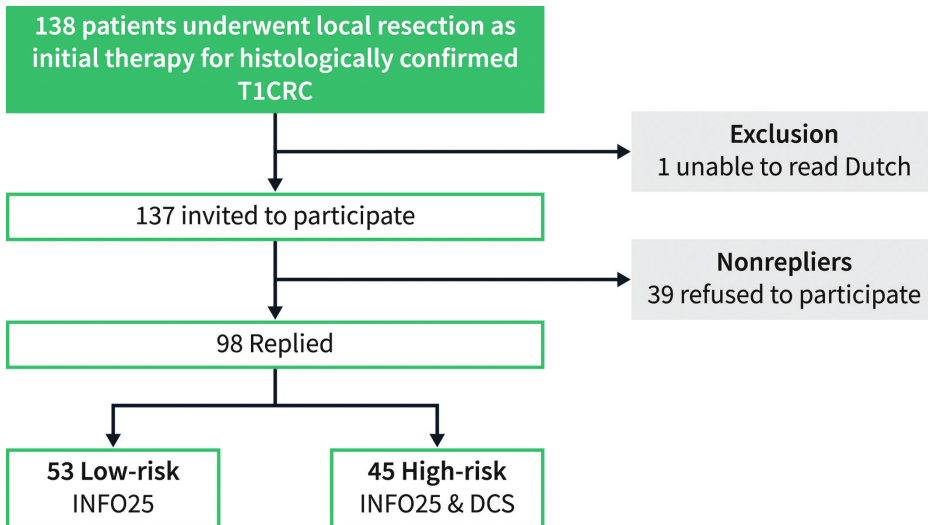 138 patients underwent local resection as
initial therapy for histologically confirmed
T1CRC
Exclusion
1 unable to read Dutch
137 invited to participate
Nonrepliers
39 refused to participate
98 Replied
53 Low-risk
INFO25
45 High-risk
INFO25 & DCS